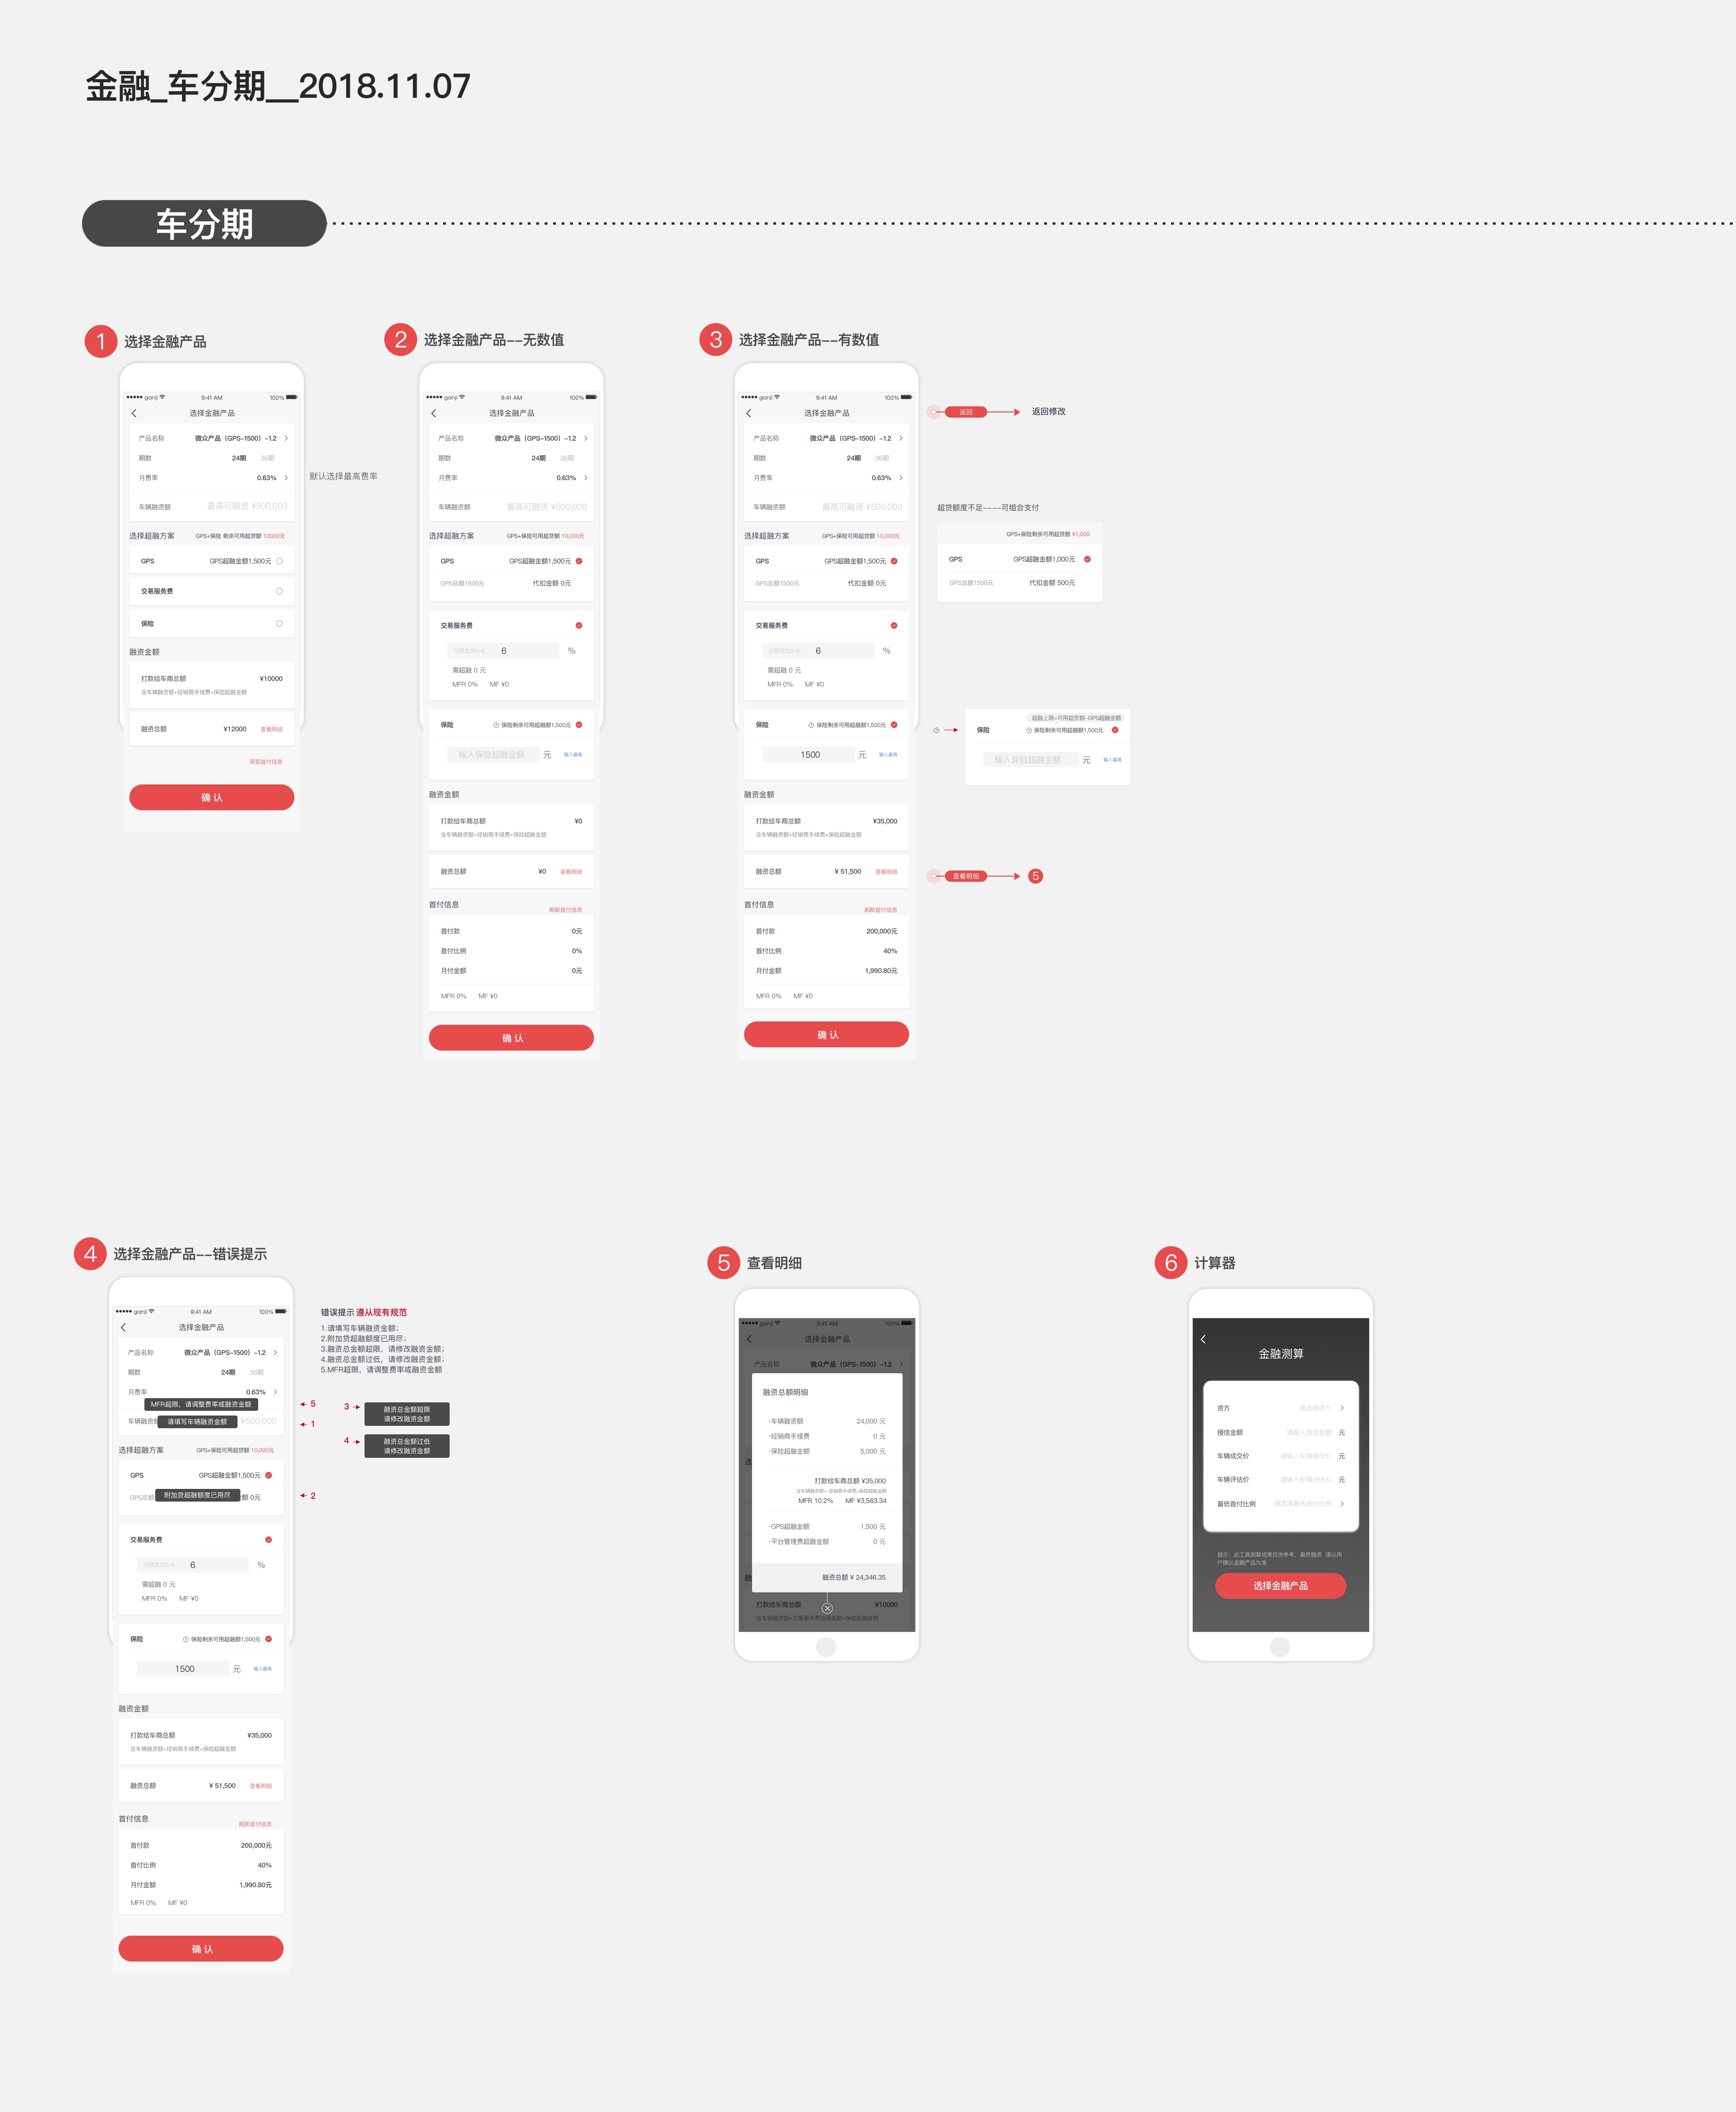 金融_车分期__2018.11.07
车分期
1 选择金融产品
●●●●● ganji 9:41 AM 100%
选择金融产品
产品名称 微众产品（GPS-1500）-1.2
期数 24期 36期
月费率 0.63%
默认选择最高费率
车辆融资额 最高可融资 ¥500,000
选择超融方案 GPS+保险 剩余可用超贷额 10000元
GPS GPS超融金额1,500元
交易服务费
保险
融资金额
打款给车商总额 ¥10000
含车辆融资额+经销商手续费+保险超融金额
融资总额 ¥12000 查看明细
获取首付信息
确 认
2 选择金融产品--无数值
●●●●● ganji 9:41 AM 100%
选择金融产品
产品名称 微众产品（GPS-1500）-1.2
期数 24期 36期
月费率 0.63%
车辆融资额 最高可融资 ¥500,000
选择超融方案 GPS+保险可用超贷额 10,000元
GPS GPS超融金额1,500元
GPS总额1500元 代扣金额 0元
交易服务费
6 %
需超融 0 元
MFR 0% MF ¥0
保险 保险剩余可用超融额1,500元
输入保险超融金额 元 输入最高
融资金额
打款给车商总额 ¥0
含车辆融资额+经销商手续费+保险超融金额
融资总额 ¥0 查看明细
首付信息
刷新首付信息
首付款 0元
首付比例 0%
月付金额 0元
MFR 0% MF ¥0
确 认
3 选择金融产品--有数值
●●●●● ganji 9:41 AM 100%
选择金融产品
产品名称 微众产品（GPS-1500）-1.2
期数 24期 36期
月费率 0.63%
车辆融资额 最高可融资 ¥500,000
选择超融方案 GPS+保险可用超贷额 10,000元
GPS GPS超融金额1,500元
GPS总额1500元 代扣金额 0元
交易服务费
6 %
需超融 0 元
MFR 0% MF ¥0
保险 保险剩余可用超融额1,500元
1500 元 输入最高
融资金额
打款给车商总额 ¥35,000
含车辆融资额+经销商手续费+保险超融金额
融资总额 ¥ 51,500 查看明细
首付信息
刷新首付信息
首付款 200,000元
首付比例 40%
月付金额 1,990.80元
MFR 0% MF ¥0
确 认
返回 返回修改
超贷额度不足----可组合支付
GPS+保险剩余可用超贷额 ¥1,000
GPS GPS超融金额1,000元
GPS总额1500元 代扣金额 500元
超融上限=可用超贷额-GPS超融金额
保险 保险剩余可用超融额1,500元
输入保险超融金额 元 输入最高
查看明细 5
4 选择金融产品--错误提示
●●●●● ganji 9:41 AM 100%
选择金融产品
产品名称 微众产品（GPS-1500）-1.2
期数 24期 36期
月费率 0.63%
MFR超限，请调整费率或融资金额
车辆融资 请填写车辆融资金额 ¥500,000
选择超融方案 GPS+保险可用超贷额 10,000元
GPS GPS超融金额1,500元
GPS总额 附加贷超融额度已用尽 额 0元
交易服务费
6 %
需超融 0 元
MFR 0% MF ¥0
保险 保险剩余可用超融额1,500元
1500 元 输入最高
融资金额
打款给车商总额 ¥35,000
含车辆融资额+经销商手续费+保险超融金额
融资总额 ¥ 51,500 查看明细
首付信息
刷新首付信息
首付款 200,000元
首付比例 40%
月付金额 1,990.80元
MFR 0% MF ¥0
确 认
错误提示 遵从现有规范
1.请填写车辆融资金额；
2.附加贷超融额度已用尽；
3.融资总金额超限，请修改融资金额；
4.融资总金额过低，请修改融资金额；
5.MFR超限，请调整费率或融资金额
5
1
2
3 融资总金额超限
请修改融资金额
4 融资总金额过低
请修改融资金额
5 查看明细
●●●●● ganji 9:41 AM 100%
选择金融产品
产品名称 微众产品（GPS-1500）-1.2
融资总额明细
·车辆融资额 24,000 元
·经销商手续费 0 元
·保险超融金额 5,000 元
选
打款给车商总额 ¥35,000
含车辆融资额+·经销商手续费+保险超融金额
MFR 10.2% MF ¥3,563.34
·GPS超融金额 1,500 元
·平台管理费超融金额 0 元
融
融资总额 ¥ 24,346.35
打款给车商总额 ¥10000
6 计算器
金融测算
资方 请选择资方
授信金额 请输入授信金额 元
车辆成交价 请输入车辆成交价 元
车辆评估价 请输入车辆评估价 元
最低首付比例 请选择最低首付比例
提示：此工具测算结果仅供参考，最终融资 请以用
户确认金融产品为准
选择金融产品